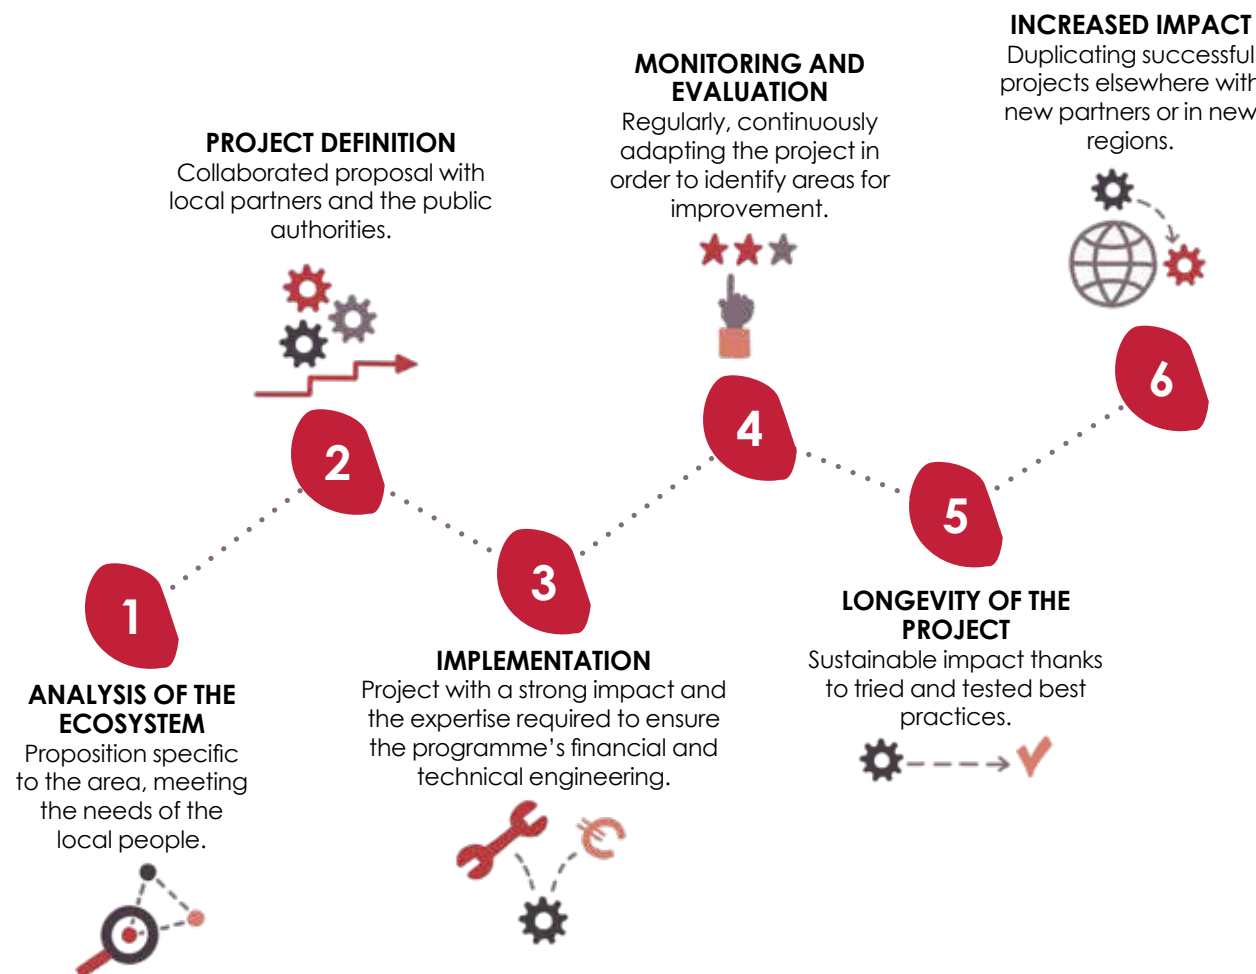 1
ANALYSIS OF THE
ECOSYSTEM
Proposition specific
to the area, meeting
the needs of the
local people.
PROJECT DEFINITION
Collaborated proposal with
local partners and the public
authorities.
2
3
IMPLEMENTATION
Project with a strong impact and
the expertise required to ensure
the programme’s financial and
technical engineering.
MONITORING AND
EVALUATION
Regularly, continuously
adapting the project in
order to identify areas for
improvement.
4
5
LONGEVITY OF THE
PROJECT
Sustainable impact thanks
to tried and tested best
practices.
INCREASED IMPACT
Duplicating successful
projects elsewhere with
new partners or in new
regions.
6